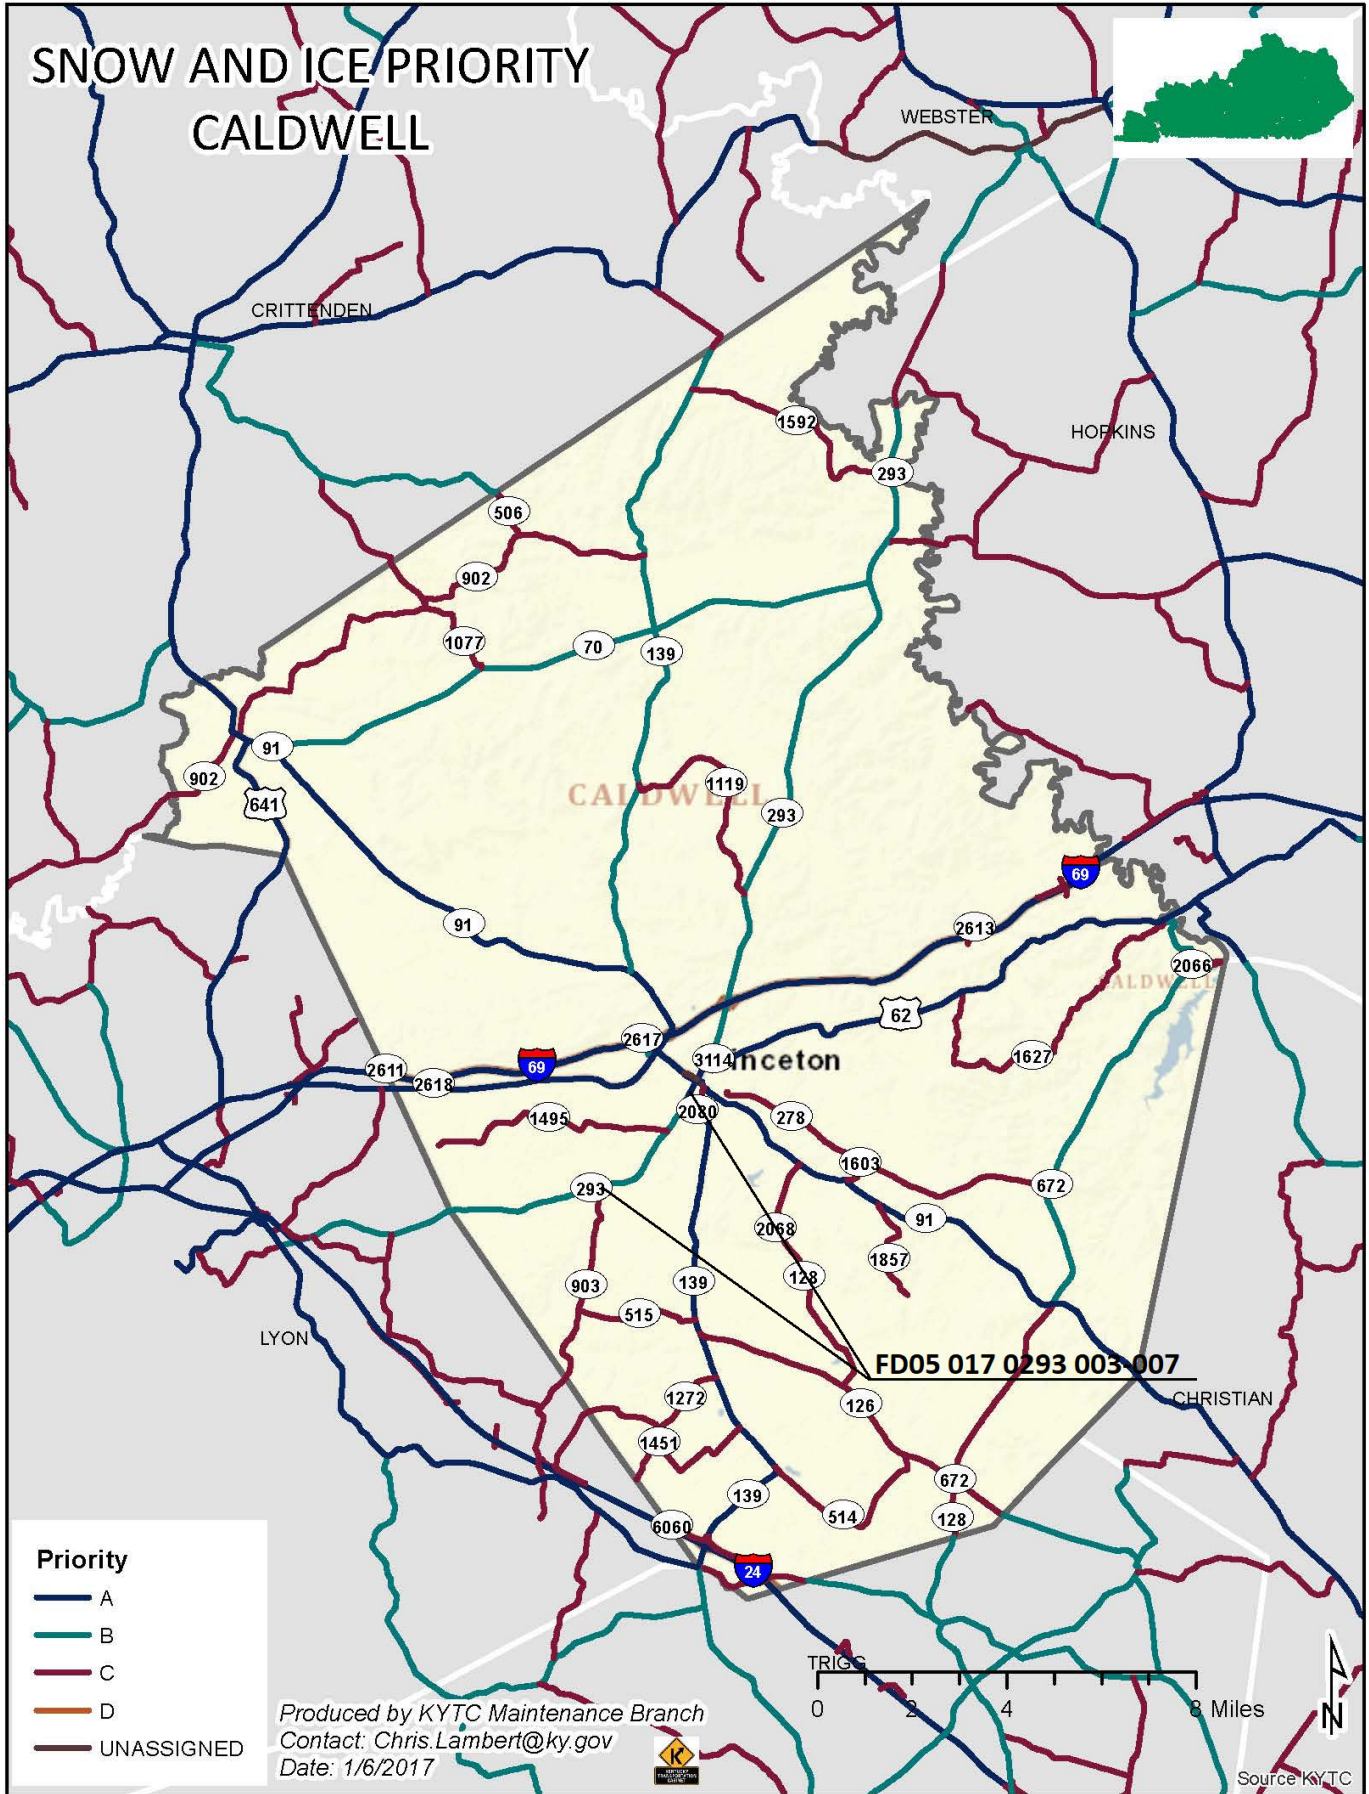 SNOW AND ICE PRIORITY
CALDWELL
WEBSTER
CRITTENDEN
HOPKINS
1592
293
506
902
1077
70
139
91
902
641
1119
CALDWELL
293
69
91
2613
2066
CALDWELL
62
2617
3114
inceton
1627
2611
2618
69
2080
1495
278
1603
293
672
2068
91
1857
903
139
128
515
LYON
FD05 017 0293 003-007
1272
126
CHRISTIAN
1451
672
139
514
128
6060
24
Priority
A
B
C
D
UNASSIGNED
TRIGG
0 2 4 8 Miles
N
Produced by KYTC Maintenance Branch
Contact: Chris.Lambert@ky.gov
Date: 1/6/2017
Source KYTC